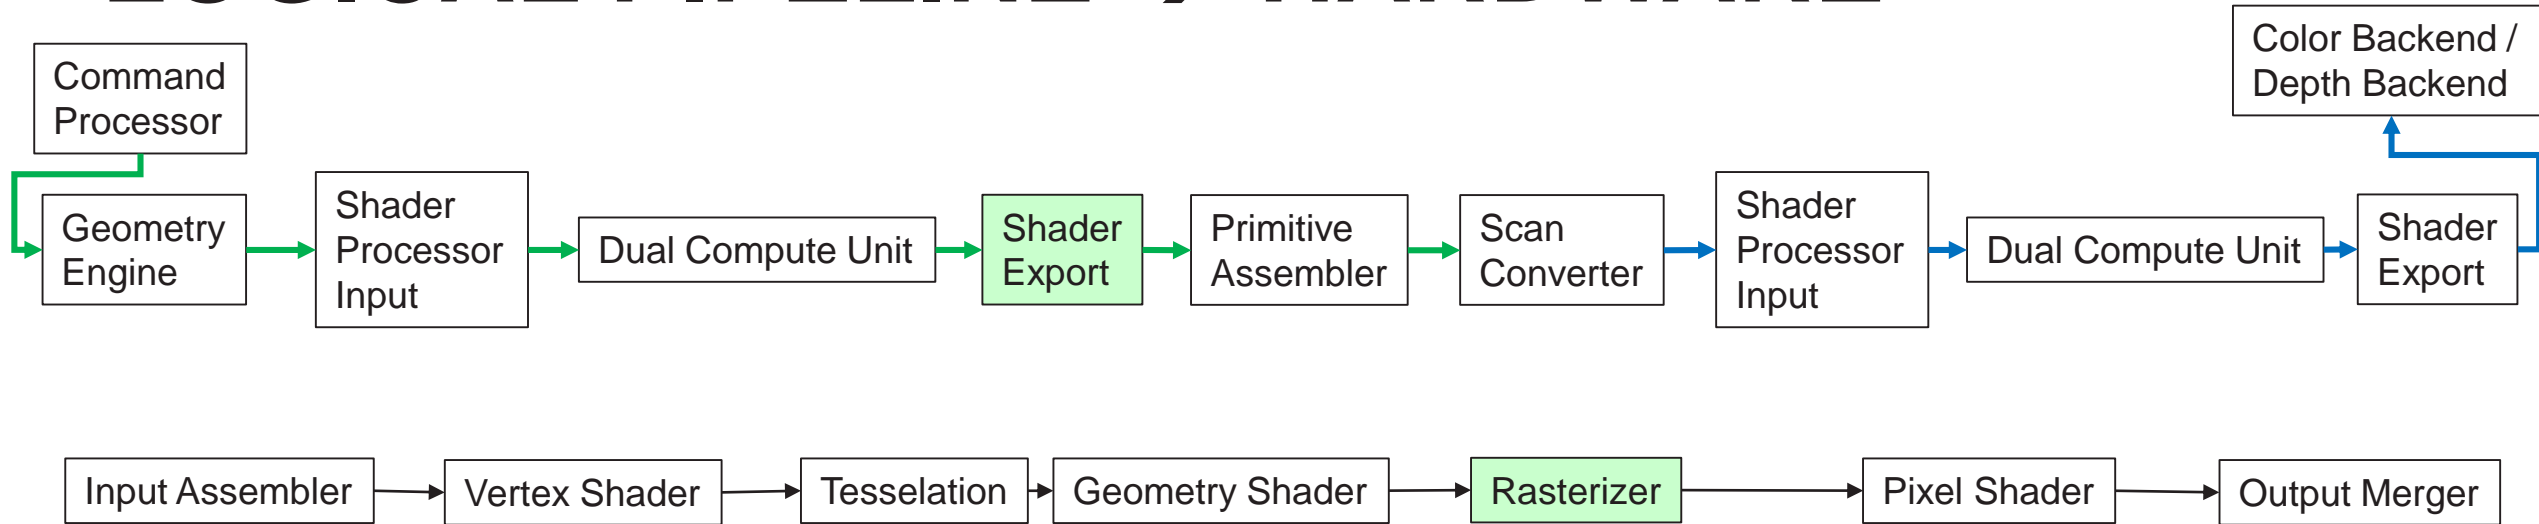 Command
Processor
Color Backend /
Depth Backend
Geometry
Engine
Shader
Processor
Input
Dual Compute Unit
Shader
Export
Primitive
Assembler
Scan
Converter
Shader
Processor
Input
Dual Compute Unit
Shader
Export
Input Assembler
Vertex Shader
Tesselation
Geometry Shader
Rasterizer
Pixel Shader
Output Merger